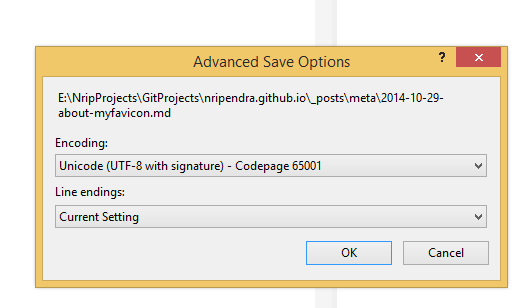 Advanced Save Options
?
E:\NripProjects\GitProjects\nripendra.github.io\_posts\meta\2014-10-29-
about-myfavicon.md
Encoding:
Unicode (UTF-8 with signature) - Codepage 65001
Line endings:
Current Setting
OK Cancel